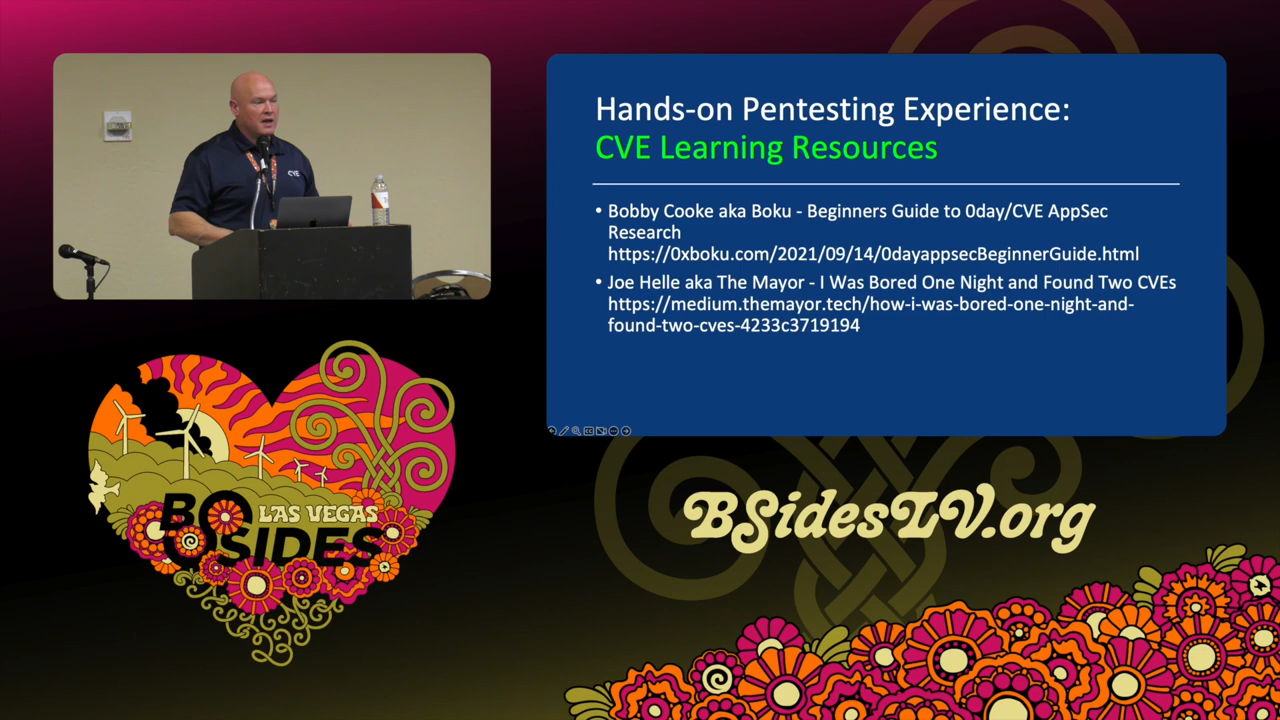 CVE
Hands-on Pentesting Experience:
CVE Learning Resources
• Bobby Cooke aka Boku - Beginners Guide to 0day/CVE AppSec
Research
https://0xboku.com/2021/09/14/0dayappsecBeginnerGuide.html
• Joe Helle aka The Mayor - I Was Bored One Night and Found Two CVEs
https://medium.themayor.tech/how-i-was-bored-one-night-and-
found-two-cves-4233c3719194
BSIDES
LAS VEGAS
23
BSidesLV.org